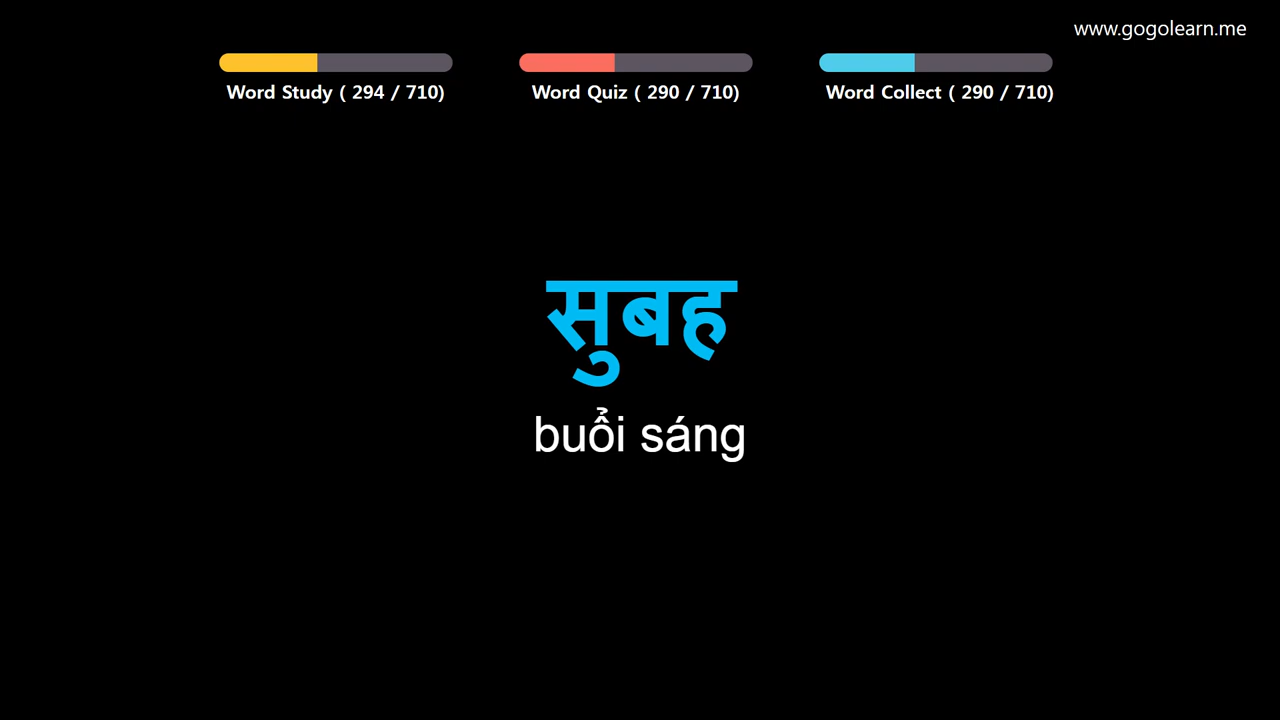 www.gogolearn.me
Word Study ( 294 / 710)
Word Quiz ( 290 / 710)
Word Collect ( 290 / 710)
सुबह
buổi sáng